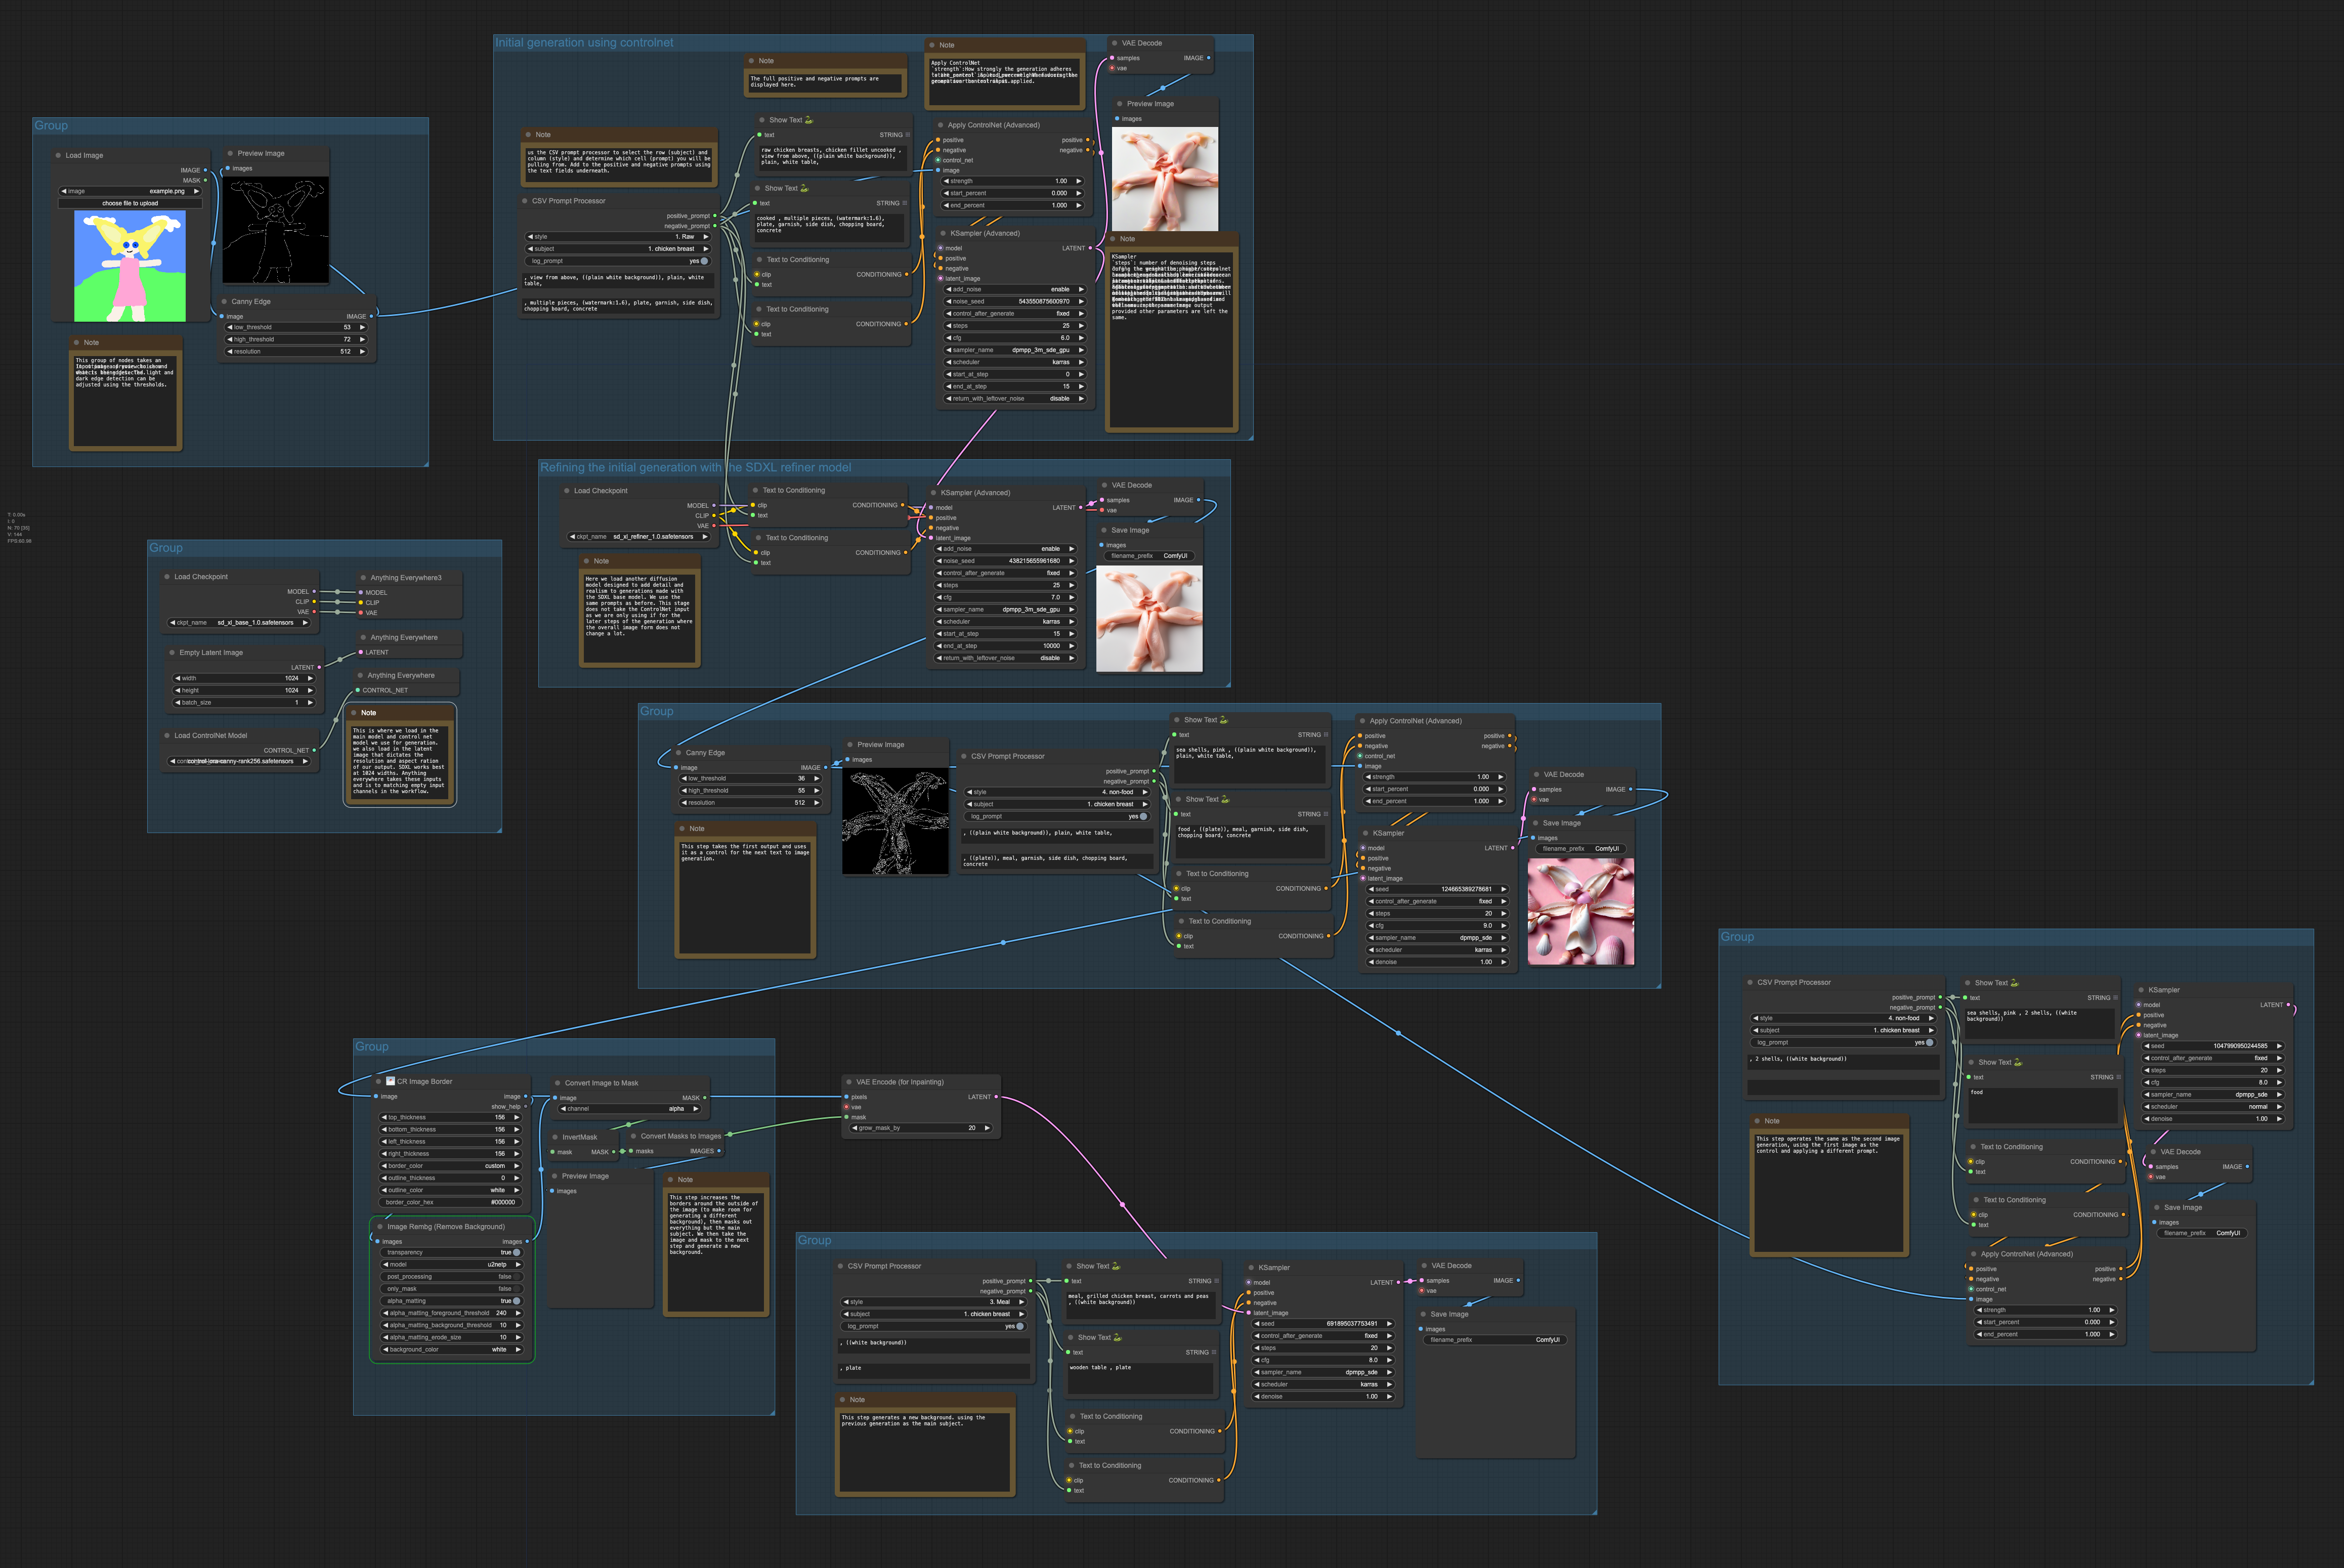 Group
Load Image
IMAGE
MASK
image example.png
choose file to upload
Preview Image
images
Canny Edge
image IMAGE
low_threshold 53
high_threshold 72
resolution 512
Note
This group of nodes takes an
dark edge detection can be
adjusted using the thresholds.
Initial generation using controlnet
Note
us the CSV prompt processor to select the row (subject) and
column (style) and determine which cell (prompt) you will be
pulling from. Add to the positive and negative prompts using
the text fields underneath.
CSV Prompt Processor
positive_prompt
negative_prompt
style 1. Raw
subject 1. chicken breast
log_prompt yes
, view from above, ((plain white background)), plain, white
table,
, multiple pieces, (watermark:1.6), plate, garnish, side dish,
chopping board, concrete
Note
The full positive and negative prompts are
displayed here.
Show Text
text STRING
raw chicken breasts, chicken fillet uncooked ,
view from above, ((plain white background)),
plain, white table,
Show Text
text STRING
cooked , multiple pieces, (watermark:1.6),
plate, garnish, side dish, chopping board,
concrete
Text to Conditioning
clip CONDITIONING
text
Text to Conditioning
clip CONDITIONING
text
Note
Apply ControlNet
`strength`:How strongly the generation adheres
Apply ControlNet (Advanced)
positive positive
negative negative
control_net
image
strength 1.00
start_percent 0.000
end_percent 1.000
KSampler (Advanced)
model LATENT
positive
negative
latent_image
add_noise enable
noise_seed 543550875600970
control_after_generate fixed
steps 25
cfg 6.0
sampler_name dpmpp_3m_sde_gpu
scheduler karras
start_at_step 0
end_at_step 15
return_with_leftover_noise disable
VAE Decode
samples IMAGE
vae
Preview Image
images
Note
KSampler
`steps`: number of denoising steps
provided other parameters are left the
same.
Refining the initial generation with the SDXL refiner model
Load Checkpoint
MODEL
CLIP
VAE
ckpt_name sd_xl_refiner_1.0.safetensors
Note
Here we load another diffusion
model designed to add detail and
realism to generations made with
the SDXL base model. We use the
same prompts as before. This stage
does not take the ControlNet input
as we are only using if for the
later steps of the generation where
the overall image form does not
change a lot.
Text to Conditioning
clip CONDITIONING
text
Text to Conditioning
clip CONDITIONING
text
KSampler (Advanced)
model LATENT
positive
negative
latent_image
add_noise enable
noise_seed 438215655961680
control_after_generate fixed
steps 25
cfg 7.0
sampler_name dpmpp_3m_sde_gpu
scheduler karras
start_at_step 15
end_at_step 10000
return_with_leftover_noise disable
VAE Decode
samples IMAGE
vae
Save Image
images
filename_prefix ComfyUI
T: 0.00s
I: 0
N: 70 [35]
V: 144
FPS:60.98
Group
Load Checkpoint
MODEL
CLIP
VAE
ckpt_name sd_xl_base_1.0.safetensors
Anything Everywhere3
MODEL
CLIP
VAE
Anything Everywhere
LATENT
Empty Latent Image
LATENT
width 1024
height 1024
batch_size 1
Anything Everywhere
CONTROL_NET
Load ControlNet Model
CONTROL_NET
Note
This is where we load in the
main model and control net
model we use for generation.
we also load in the latent
image that dictates the
resolution and aspect ration
of our output. SDXL works best
at 1024 widths. Anything
everywhere takes these inputs
and is to matching empty input
channels in the workflow.
Group
Canny Edge
image IMAGE
low_threshold 36
high_threshold 55
resolution 512
Note
This step takes the first output and uses
it as a control for the next text to image
generation.
Preview Image
images
CSV Prompt Processor
positive_prompt
negative_prompt
style 4. non-food
subject 1. chicken breast
log_prompt yes
, ((plain white background)), plain, white table,
, ((plate)), meal, garnish, side dish, chopping board,
concrete
Show Text
text STRING
sea shells, pink , ((plain white background)),
plain, white table,
Show Text
text STRING
food , ((plate)), meal, garnish, side dish,
chopping board, concrete
Text to Conditioning
clip CONDITIONING
text
Text to Conditioning
clip CONDITIONING
text
Apply ControlNet (Advanced)
positive positive
negative negative
control_net
image
strength 1.00
start_percent 0.000
end_percent 1.000
KSampler
model LATENT
positive
negative
latent_image
seed 124665389278681
control_after_generate fixed
steps 20
cfg 9.0
sampler_name dpmpp_sde
scheduler karras
denoise 1.00
VAE Decode
samples IMAGE
vae
Save Image
images
filename_prefix ComfyUI
Group
CSV Prompt Processor
positive_prompt
negative_prompt
style 4. non-food
subject 1. chicken breast
log_prompt yes
, 2 shells, ((white background))
Note
This step operates the same as the second image
generation, using the first image as the
control and applying a different prompt.
Show Text
text STRING
sea shells, pink , 2 shells, ((white
background))
Show Text
text STRING
food
Text to Conditioning
clip CONDITIONING
text
Text to Conditioning
clip CONDITIONING
text
Apply ControlNet (Advanced)
positive positive
negative negative
control_net
image
strength 1.00
start_percent 0.000
end_percent 1.000
KSampler
model LATENT
positive
negative
latent_image
seed 1047990950244585
control_after_generate fixed
steps 20
cfg 8.0
sampler_name dpmpp_sde
scheduler normal
denoise 1.00
VAE Decode
samples IMAGE
vae
Save Image
images
filename_prefix ComfyUI
Group
CR Image Border
image image
show_help
top_thickness 156
bottom_thickness 156
left_thickness 156
right_thickness 156
border_color custom
outline_thickness 0
outline_color white
border_color_hex #000000
Image Rembg (Remove Background)
images images
transparency true
model u2netp
post_processing false
only_mask false
alpha_matting true
alpha_matting_foreground_threshold 240
alpha_matting_background_threshold 10
alpha_matting_erode_size 10
background_color white
Convert Image to Mask
image MASK
channel alpha
InvertMask
mask MASK
Convert Masks to Images
masks IMAGES
Preview Image
images
Note
This step increases the
borders around the outside of
the image (to make room for
generating a different
background), then masks out
everything but the main
subject. We then take the
image and mask to the next
step and generate a new
background.
VAE Encode (for Inpainting)
pixels LATENT
vae
mask
grow_mask_by 20
Group
CSV Prompt Processor
positive_prompt
negative_prompt
style 3. Meal
subject 1. chicken breast
log_prompt yes
, ((white background))
, plate
Note
This step generates a new background. using the
previous generation as the main subject.
Show Text
text STRING
meal, grilled chicken breast, carrots and peas
, ((white background))
Show Text
text STRING
wooden table , plate
Text to Conditioning
clip CONDITIONING
text
Text to Conditioning
clip CONDITIONING
text
KSampler
model LATENT
positive
negative
latent_image
seed 691895037753491
control_after_generate fixed
steps 20
cfg 8.0
sampler_name dpmpp_sde
scheduler karras
denoise 1.00
VAE Decode
samples IMAGE
vae
Save Image
images
filename_prefix ComfyUI